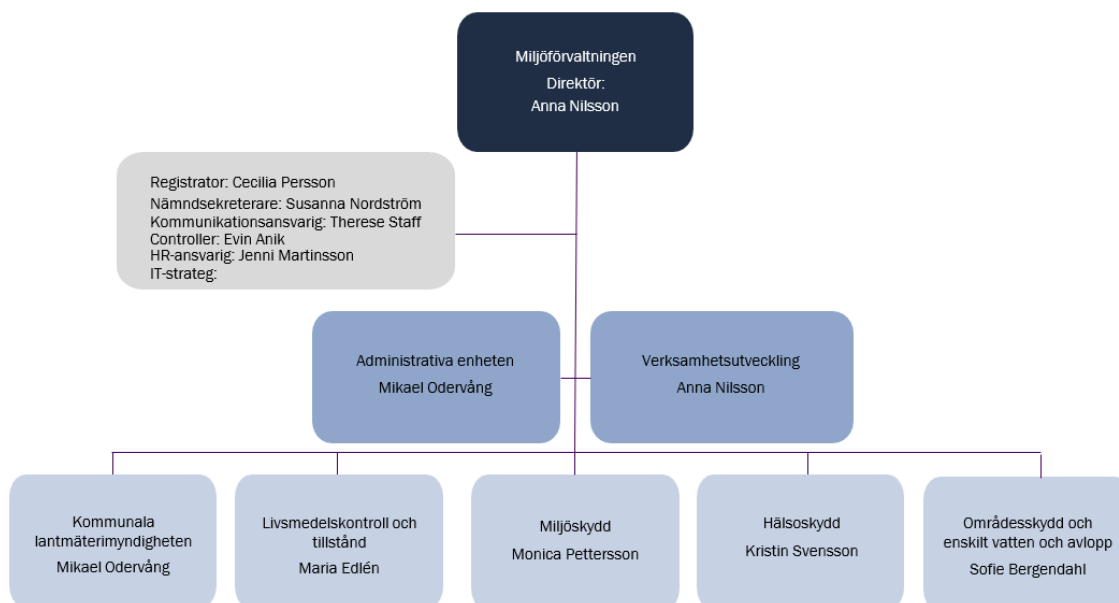 Miljöförvaltningen
Direktör:
Anna Nilsson
Registrator: Cecilia Persson
Nämndsekreterare: Susanna Nordström
Kommunikationsansvarig: Therese Staff
Controller: Evin Anik
HR-ansvarig: Jenni Martinsson
IT-strateg:
Administrativa enheten
Mikael Odervång
Verksamhetsutveckling
Anna Nilsson
Kommunala
lantmäterimyndigheten
Mikael Odervång
Livsmedelskontroll och
tillstånd
Maria Edlén
Miljöskydd
Monica Pettersson
Hälsoskydd
Kristin Svensson
Områdesskydd och
enskilt vatten och avlopp
Sofie Bergendahl